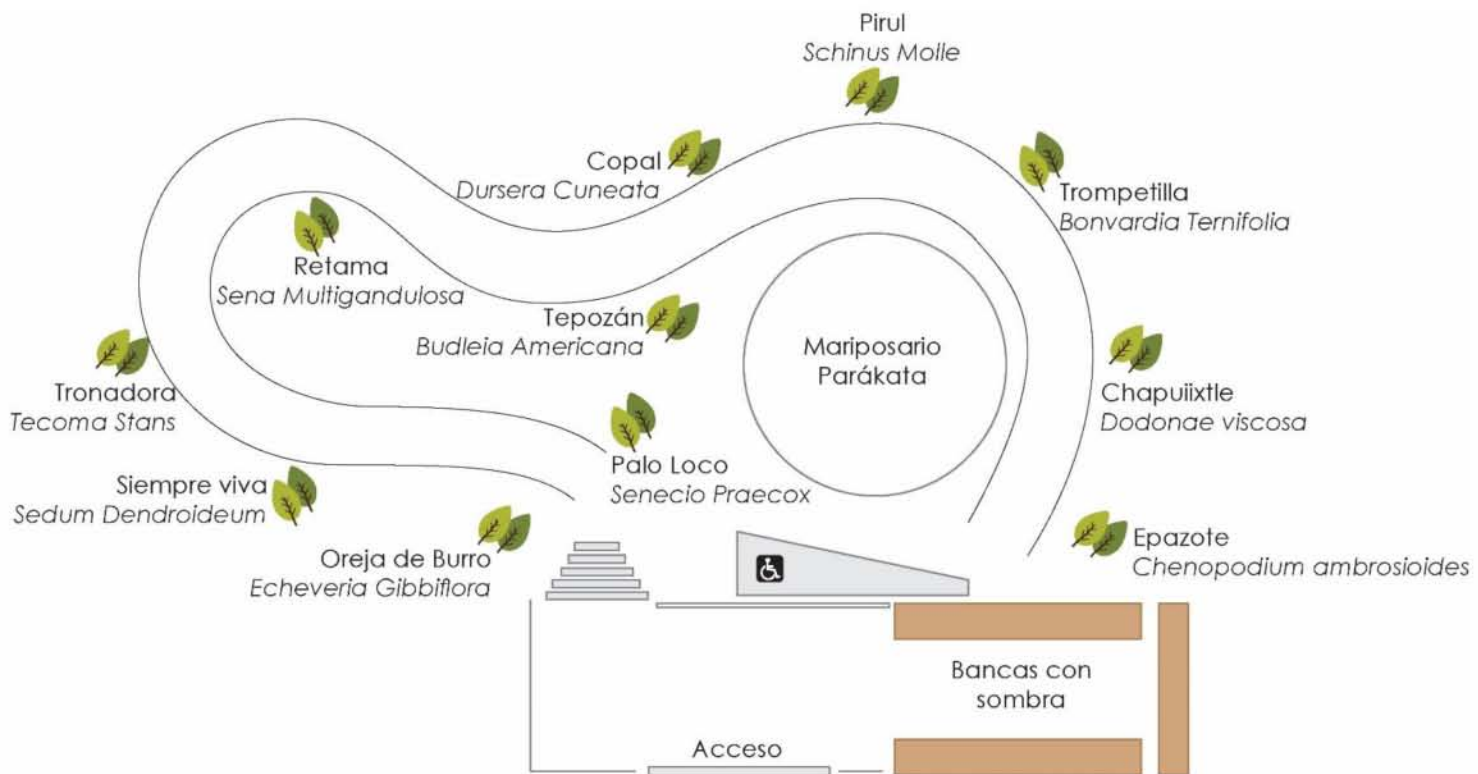 Pirul
Schinus Molle
Copal
Dursera Cuneata
Trompetilla
Bonvardia Ternifolia
Retama
Sena Multigandulosa
Tepozán
Budleia Americana
Mariposario
Parákata
Tronadora
Tecoma Stans
Chapuiixtle
Dodonae viscosa
Palo Loco
Senecio Praecox
Siempre viva
Sedum Dendroideum
Oreja de Burro
Echeveria Gibbiflora
Epazote
Chenopodium ambrosioides
Bancas con
sombra
Acceso